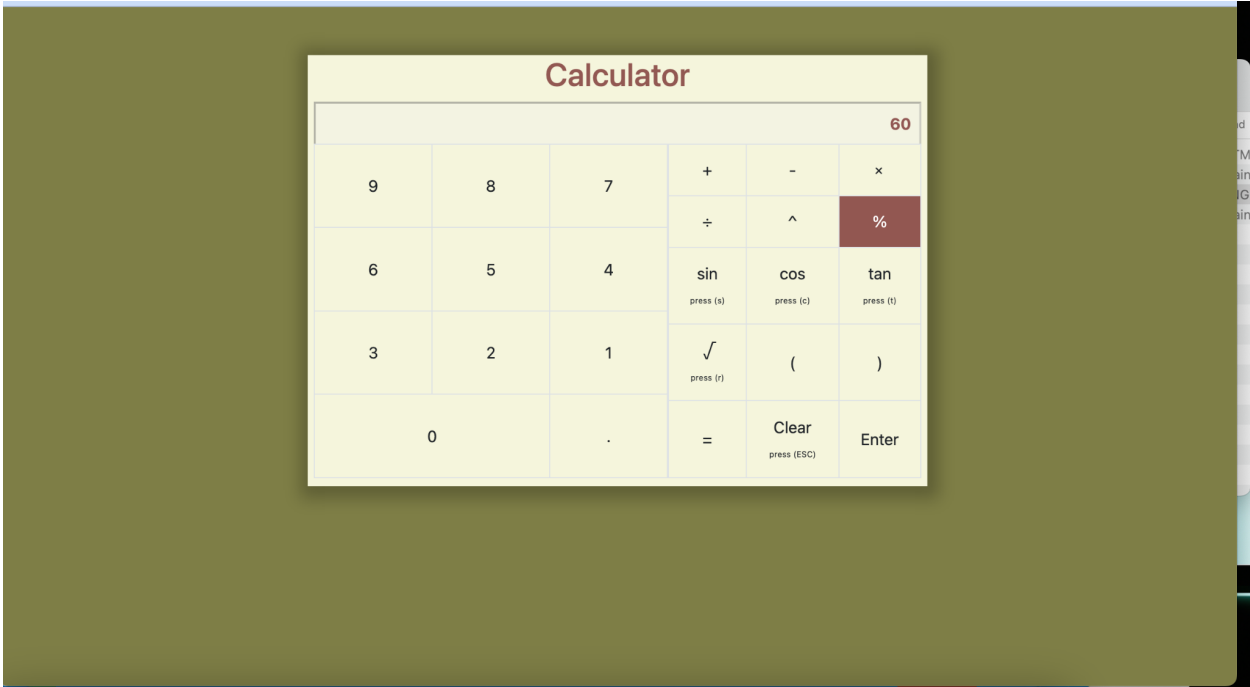 Calculator
60
9 8 7
+ - ×
÷ ^ %
6 5 4
sin cos tan
press (s) press (c) press (t)
3 2 1
√ ( )
press (r)
0 .
= Clear Enter
press (ESC)